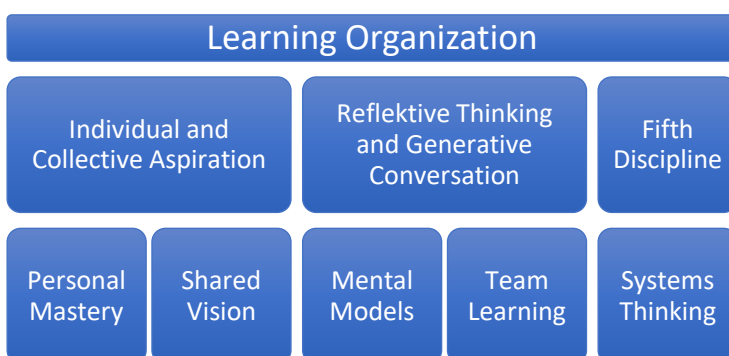 Learning Organization
Individual and
Collective Aspiration
Reflektive Thinking
and Generative
Conversation
Fifth
Discipline
Personal
Mastery
Shared
Vision
Mental
Models
Team
Learning
Systems
Thinking